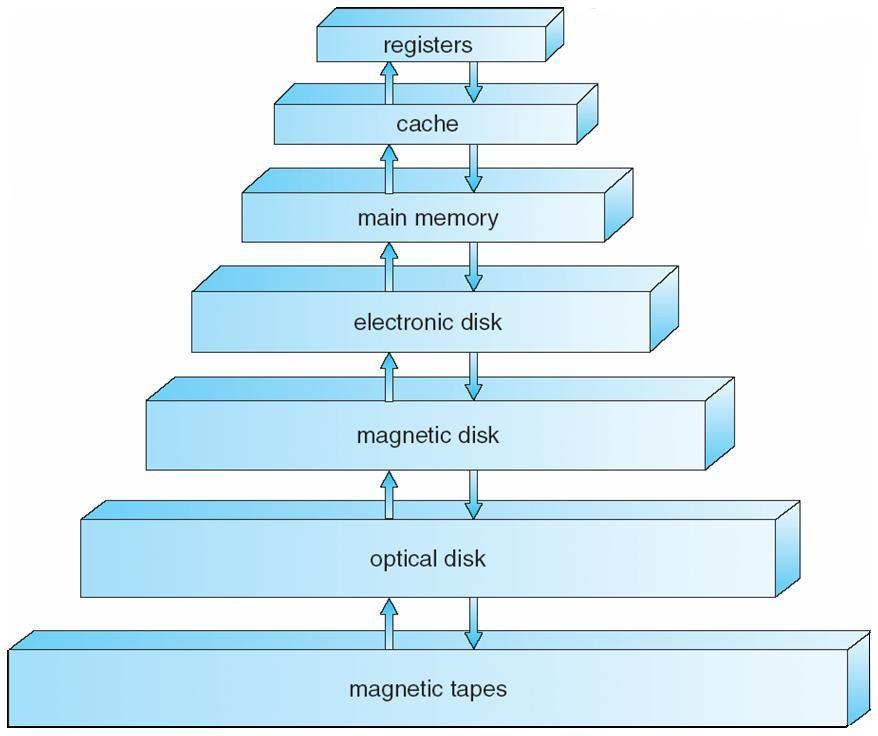 registers
cache
main memory
electronic disk
magnetic disk
optical disk
magnetic tapes